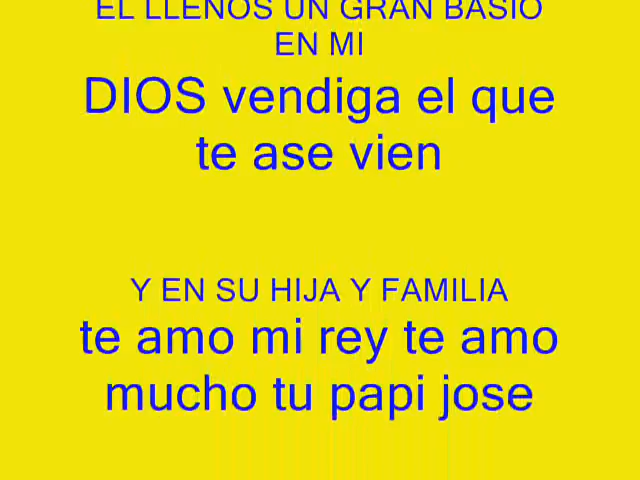 EL LLENOS UN GRAN BASIO
EN MI
DIOS vendiga el que
te ase vien
Y EN SU HIJA Y FAMILIA
te amo mi rey te amo
mucho tu papi jose